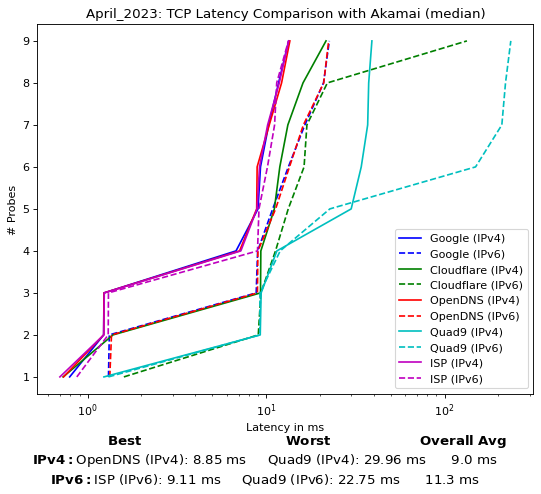 April_2023: TCP Latency Comparison with Akamai (median)
9
8
7
6
5
4
3
2
1
# Probes
Google (IPv4)
Google (IPv6)
Cloudflare (IPv4)
Cloudflare (IPv6)
OpenDNS (IPv4)
OpenDNS (IPv6)
Quad9 (IPv4)
Quad9 (IPv6)
ISP (IPv4)
ISP (IPv6)
10⁰ 10¹ 10²
Latency in ms
Best Worst Overall Avg
IPv4: OpenDNS (IPv4): 8.85 ms Quad9 (IPv4): 29.96 ms 9.0 ms
IPv6: ISP (IPv6): 9.11 ms Quad9 (IPv6): 22.75 ms 11.3 ms